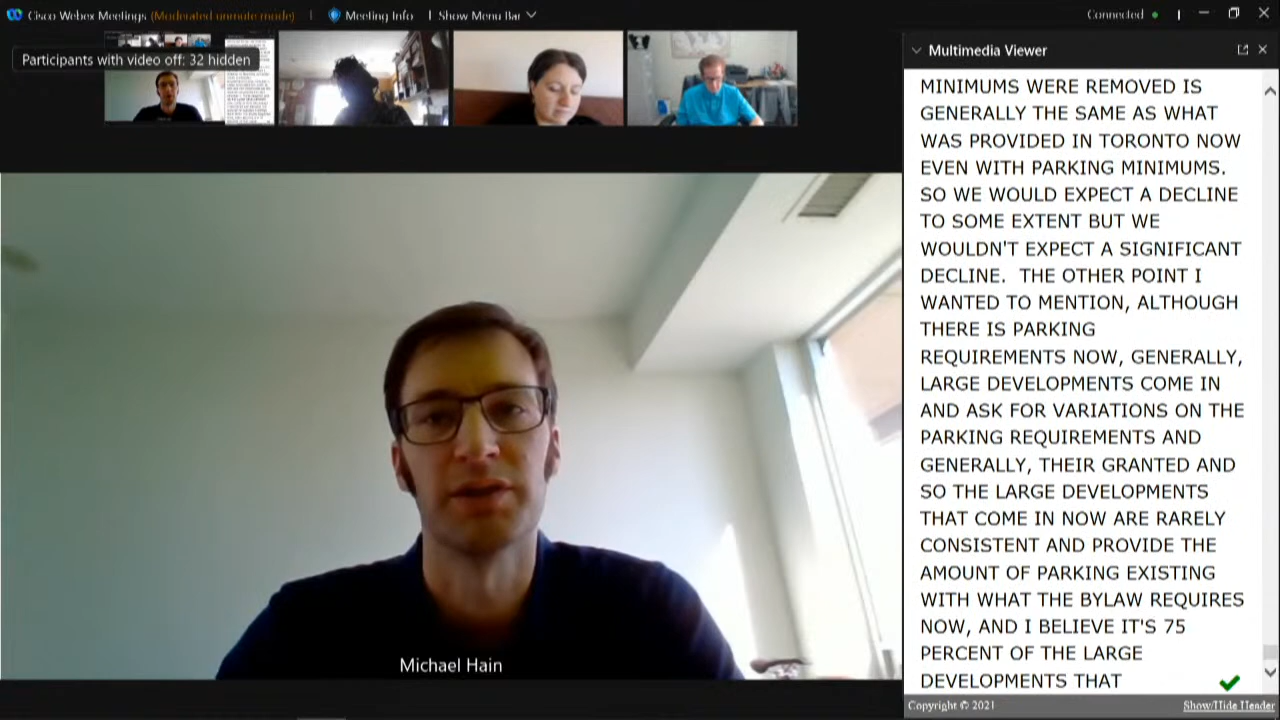 Cisco Webex Meetings (Moderated unmute mode) | Meeting Info | Show Menu Bar
Connected
Participants with video off: 32 hidden
Multimedia Viewer
MINIMUMS WERE REMOVED IS
GENERALLY THE SAME AS WHAT
WAS PROVIDED IN TORONTO NOW
EVEN WITH PARKING MINIMUMS.
SO WE WOULD EXPECT A DECLINE
TO SOME EXTENT BUT WE
WOULDN'T EXPECT A SIGNIFICANT
DECLINE.  THE OTHER POINT I
WANTED TO MENTION, ALTHOUGH
THERE IS PARKING
REQUIREMENTS NOW, GENERALLY,
LARGE DEVELOPMENTS COME IN
AND ASK FOR VARIATIONS ON THE
PARKING REQUIREMENTS AND
GENERALLY, THEIR GRANTED AND
SO THE LARGE DEVELOPMENTS
THAT COME IN NOW ARE RARELY
CONSISTENT AND PROVIDE THE
AMOUNT OF PARKING EXISTING
WITH WHAT THE BYLAW REQUIRES
NOW, AND I BELIEVE IT'S 75
PERCENT OF THE LARGE
DEVELOPMENTS THAT
Michael Hain
Copyright © 2021
Show/Hide Header